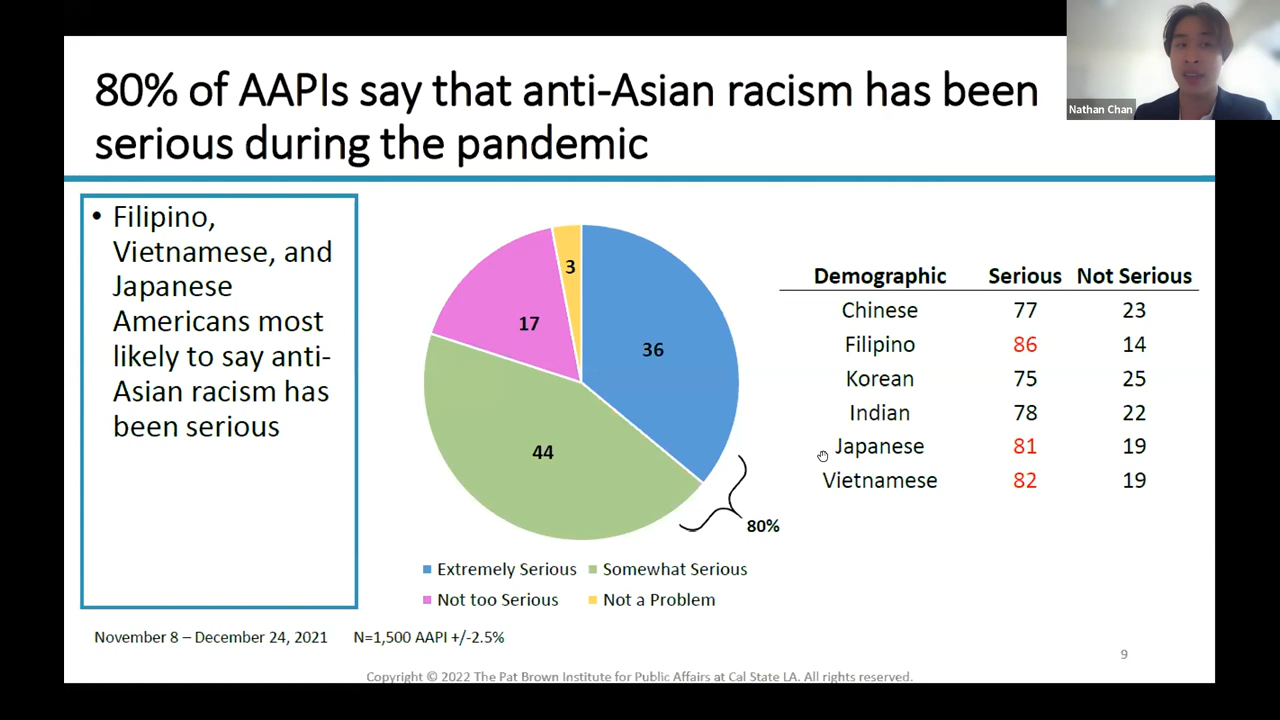 80% of AAPIs say that anti-Asian racism has been
serious during the pandemic
Nathan Chan
• Filipino,
Vietnamese, and
Japanese
Americans most
likely to say anti-
Asian racism has
been serious
3
17
36
44
80%
■ Extremely Serious ■ Somewhat Serious
■ Not too Serious ■ Not a Problem
Demographic Serious Not Serious
Chinese 77 23
Filipino 86 14
Korean 75 25
Indian 78 22
Japanese 81 19
Vietnamese 82 19
November 8 – December 24, 2021 N=1,500 AAPI +/-2.5%
9
Copyright © 2022 The Pat Brown Institute for Public Affairs at Cal State LA. All rights reserved.